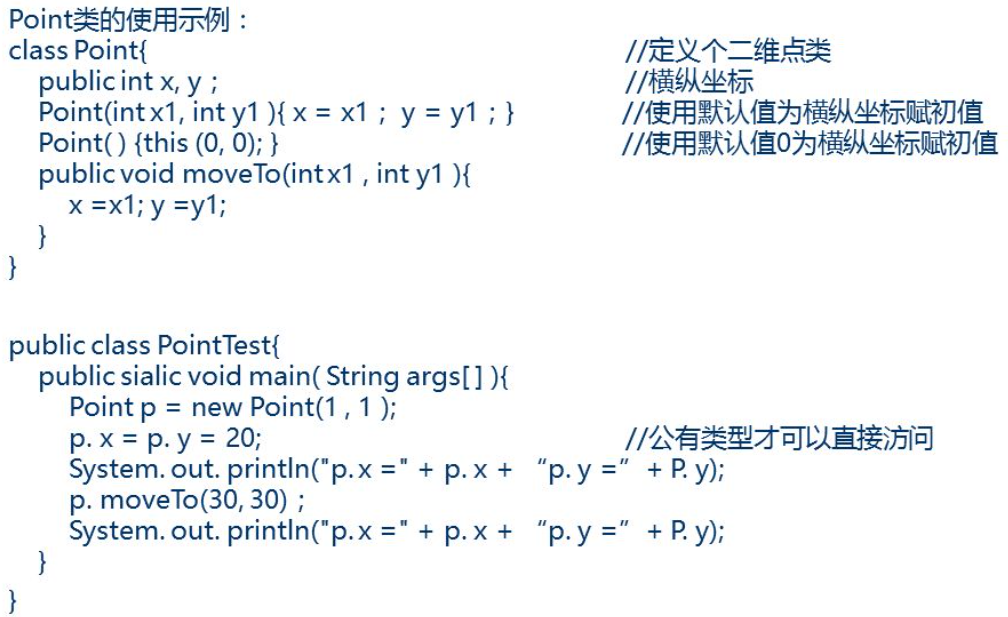 Point类的使用示例：
class Point{ //定义个二维点类
public int x, y ; //横纵坐标
Point(int x1, int y1 ){ x = x1 ; y = y1 ; } //使用默认值为横纵坐标赋初值
Point( ) {this (0, 0); } //使用默认值0为横纵坐标赋初值
public void moveTo(int x1 , int y1 ){
x =x1; y =y1;
}
}
public class PointTest{
public sialic void main( String args[ ] ){
Point p = new Point(1 , 1 );
p. x = p. y = 20; //公有类型才可以直接访问
System. out. println("p. x =" + p. x + “p. y =” + P. y);
p. moveTo(30, 30) ;
System. out. println("p. x =" + p. x + “p. y =” + P. y);
}
}